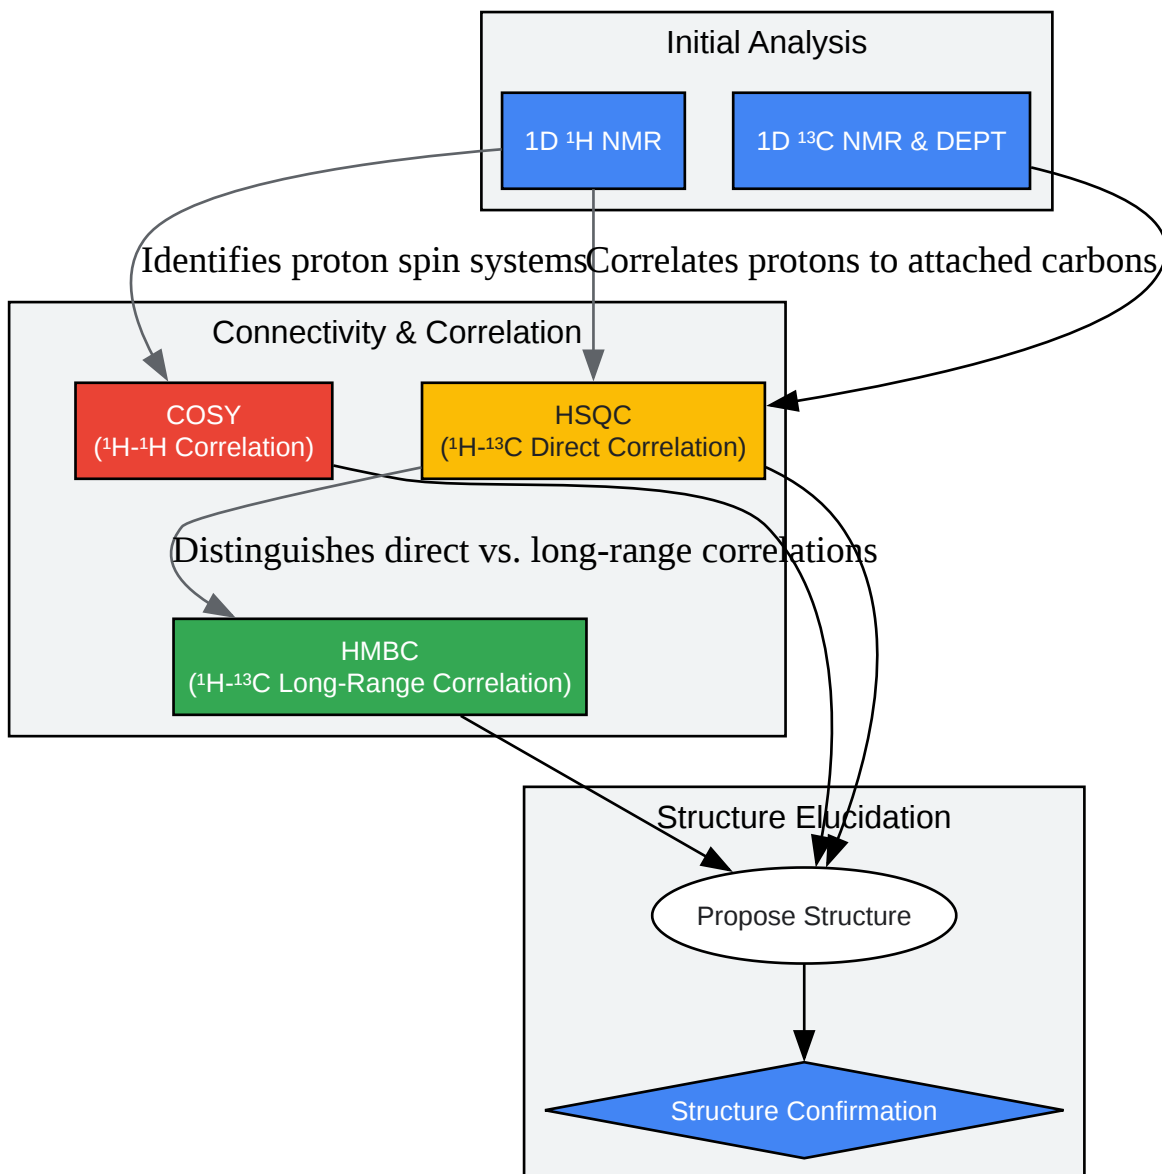 Initial Analysis
1D ¹H NMR
1D ¹³C NMR & DEPT
Identifies proton spin systems
Correlates protons to attached carbons
Connectivity & Correlation
COSY
(¹H-¹H Correlation)
HSQC
(¹H-¹³C Direct Correlation)
Distinguishes direct vs. long-range correlations
HMBC
(¹H-¹³C Long-Range Correlation)
Structure Elucidation
Propose Structure
Structure Confirmation